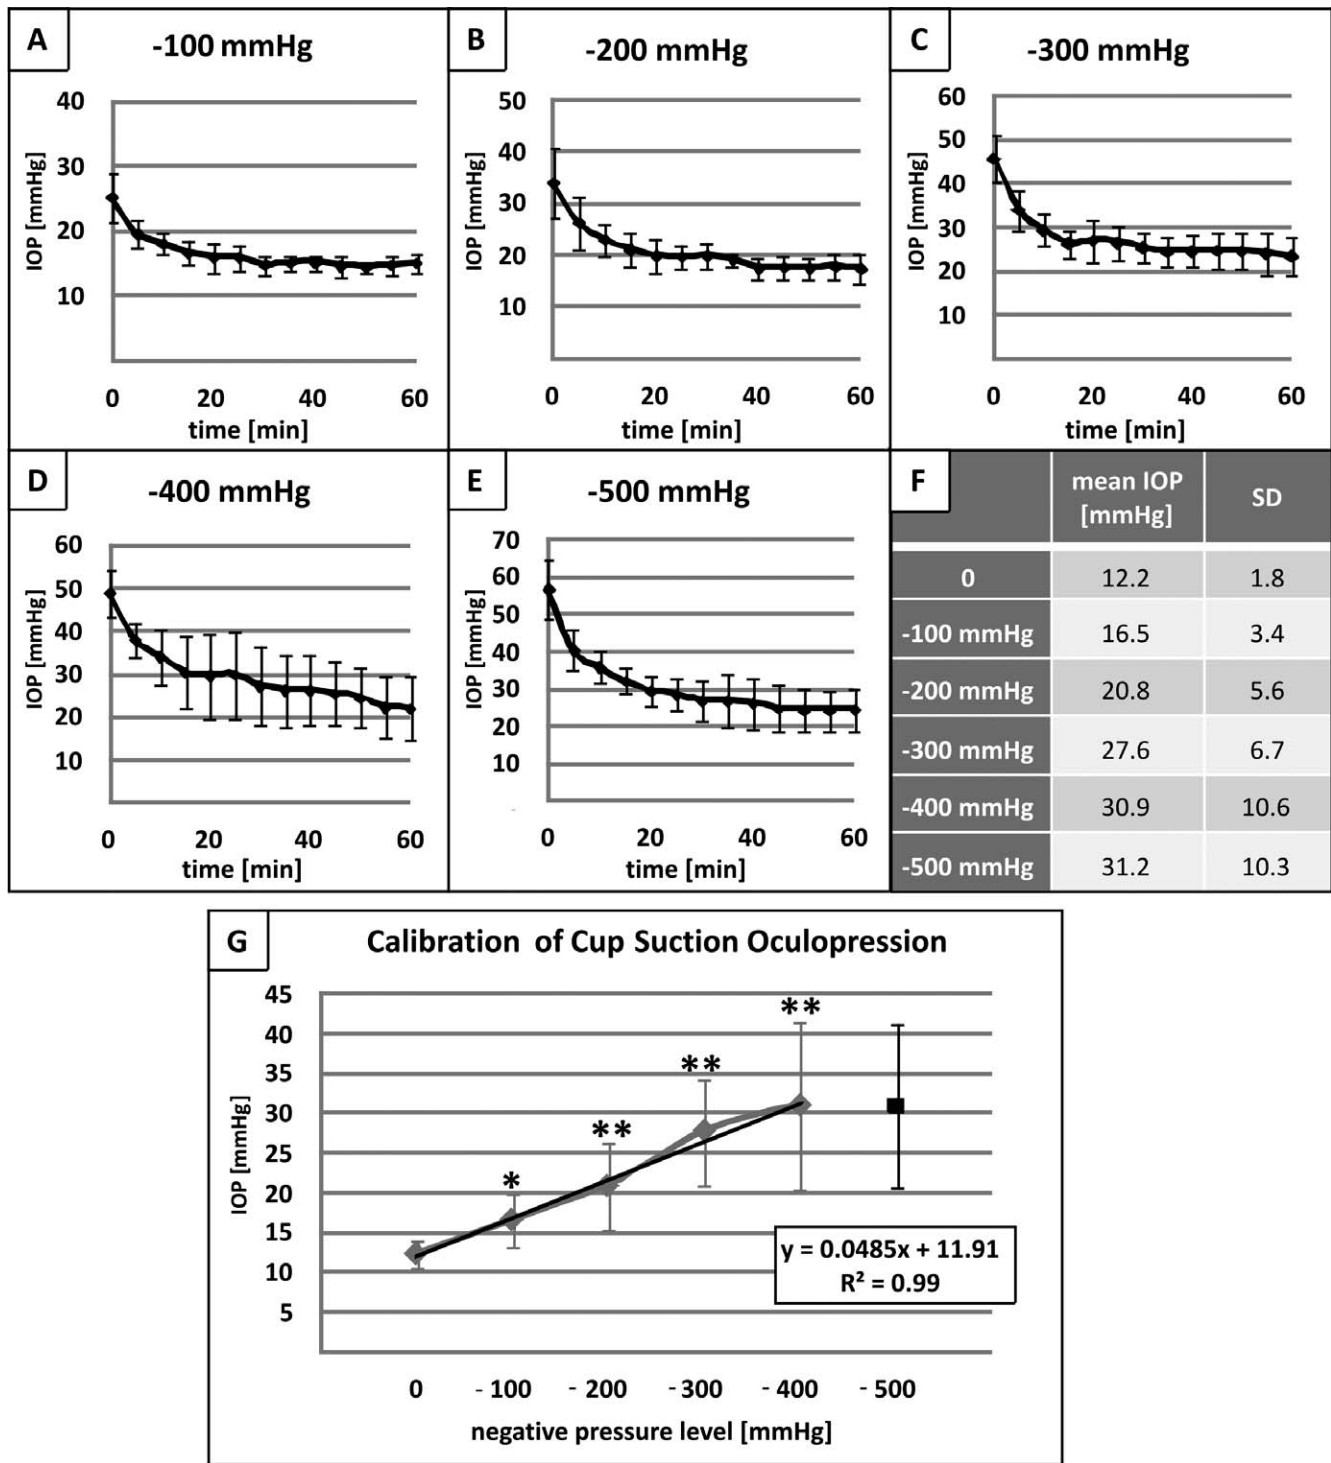 A
-100 mmHg
IOP [mmHg]
40
30
20
10
0 20 40 60
time [min]
B
-200 mmHg
IOP [mmHg]
50
40
30
20
10
0 20 40 60
time [min]
C
-300 mmHg
IOP [mmHg]
60
50
40
30
20
10
0 20 40 60
time [min]
D
-400 mmHg
IOP [mmHg]
60
50
40
30
20
10
0 20 40 60
time [min]
E
-500 mmHg
IOP [mmHg]
70
60
50
40
30
20
10
0 20 40 60
time [min]
F
mean IOP SD
[mmHg]
0 12.2 1.8
-100 mmHg 16.5 3.4
-200 mmHg 20.8 5.6
-300 mmHg 27.6 6.7
-400 mmHg 30.9 10.6
-500 mmHg 31.2 10.3
G
Calibration of Cup Suction Oculopression
IOP [mmHg]
45
40
35
30
25
20
15
10
5
* ** ** **
y = 0.0485x + 11.91
R² = 0.99
0 - 100 - 200 - 300 - 400 - 500
negative pressure level [mmHg]